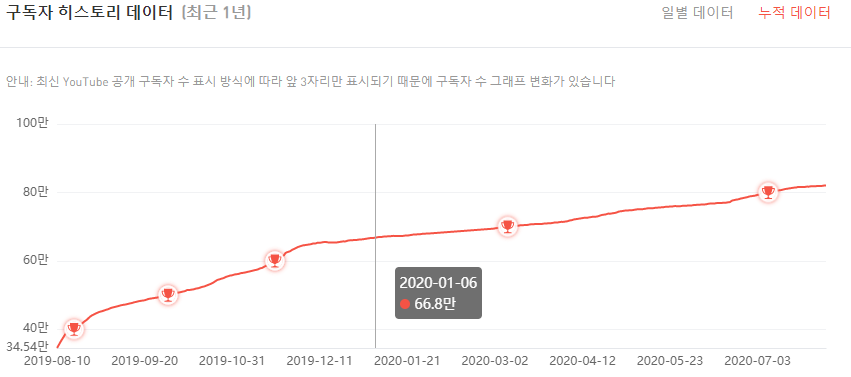 구독자 히스토리 데이터 (최근 1년)
일별 데이터 누적 데이터
안내: 최신 YouTube 공개 구독자 수 표시 방식에 따라 앞 3자리만 표시되기 때문에 구독자 수 그래프 변화가 있습니다
100만
80만
60만
2020-01-06
66.8만
40만
34.54만
2019-08-10 2019-09-20 2019-10-31 2019-12-11 2020-01-21 2020-03-02 2020-04-12 2020-05-23 2020-07-03